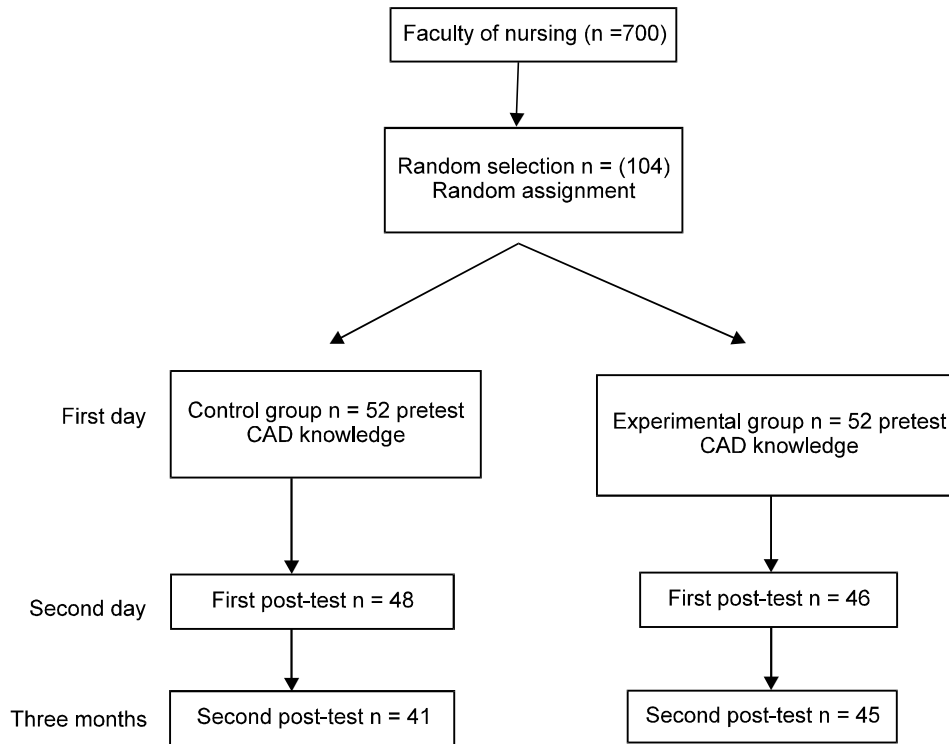 Faculty of nursing (n =700)
Random selection n = (104)
Random assignment
First day
Control group n = 52 pretest
CAD knowledge
Experimental group n = 52 pretest
CAD knowledge
Second day
First post-test n = 48
First post-test n = 46
Three months
Second post-test n = 41
Second post-test n = 45